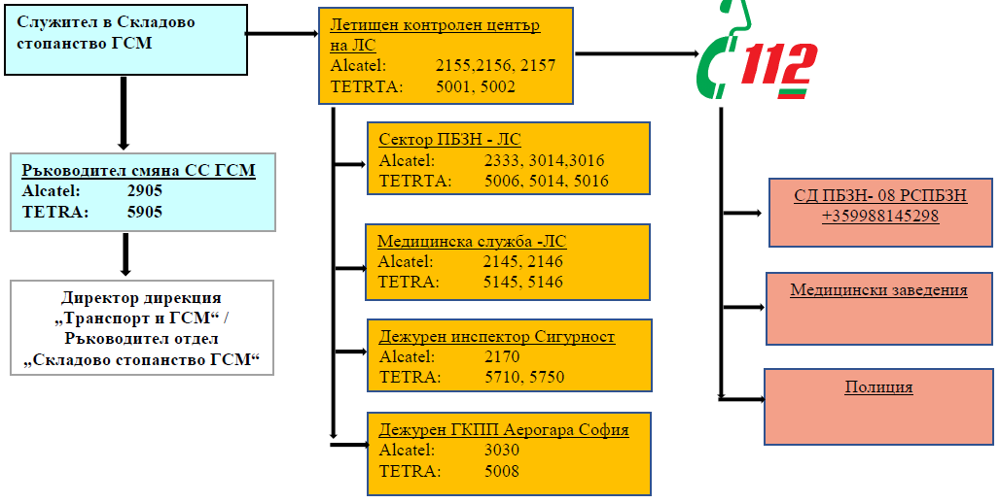 Служител в Складово
стопанство ГСМ
Ръководител смяна СС ГСМ
Alcatel: 2905
TETRA: 5905
Директор дирекция
„Транспорт и ГСМ“ /
Ръководител отдел
„Складово стопанство ГСМ“
Летищен контролен център
на ЛС
Alcatel: 2155,2156, 2157
TETRTA: 5001, 5002
Сектор ПБЗН - ЛС
Alcatel: 2333, 3014,3016
TETRTA: 5006, 5014, 5016
Медицинска служба -ЛС
Alcatel: 2145, 2146
TETRA: 5145, 5146
Дежурен инспектор Сигурност
Alcatel: 2170
TETRA: 5710, 5750
Дежурен ГКПП Аерогара София
Alcatel: 3030
TETRA: 5008
112
СД ПБЗН- 08 РСПБЗН
+359988145298
Медицински заведения
Полиция